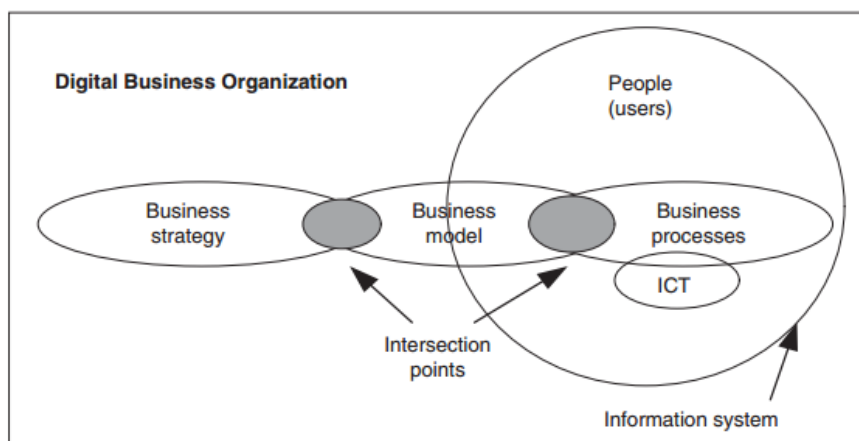 Digital Business Organization
People
(users)
Business
strategy
Business
model
Business
processes
ICT
Intersection
points
Information system